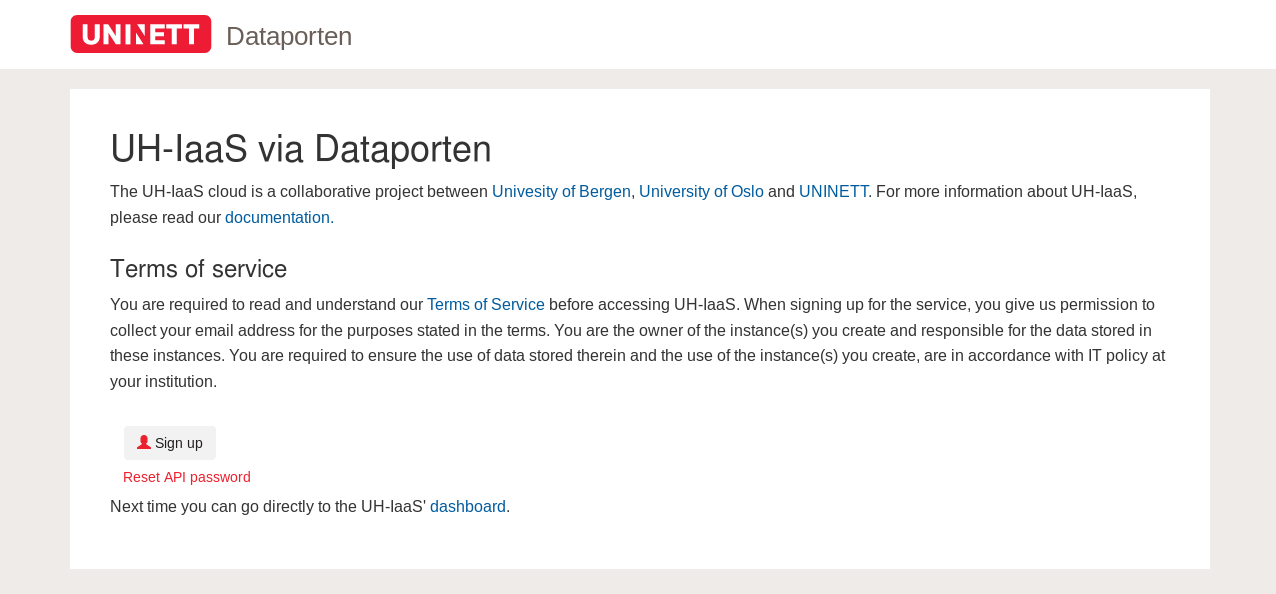 UNINETT Dataporten
UH-IaaS via Dataporten
The UH-IaaS cloud is a collaborative project between Univesity of Bergen, University of Oslo and UNINETT. For more information about UH-IaaS,
please read our documentation.
Terms of service
You are required to read and understand our Terms of Service before accessing UH-IaaS. When signing up for the service, you give us permission to
collect your email address for the purposes stated in the terms. You are the owner of the instance(s) you create and responsible for the data stored in
these instances. You are required to ensure the use of data stored therein and the use of the instance(s) you create, are in accordance with IT policy at
your institution.
Sign up
Reset API password
Next time you can go directly to the UH-IaaS' dashboard.